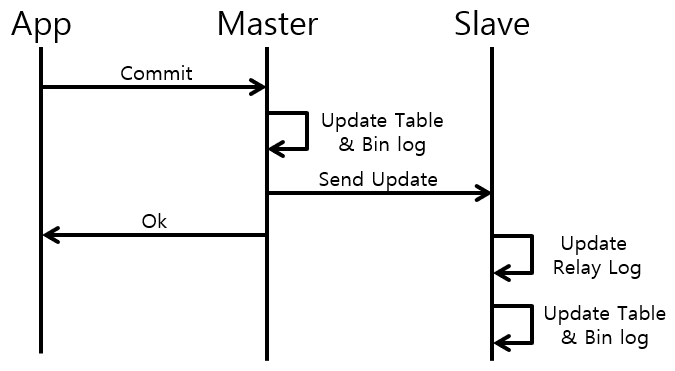 App
Master
Slave
Commit
Update Table
& Bin log
Send Update
Ok
Update
Relay Log
Update Table
& Bin log